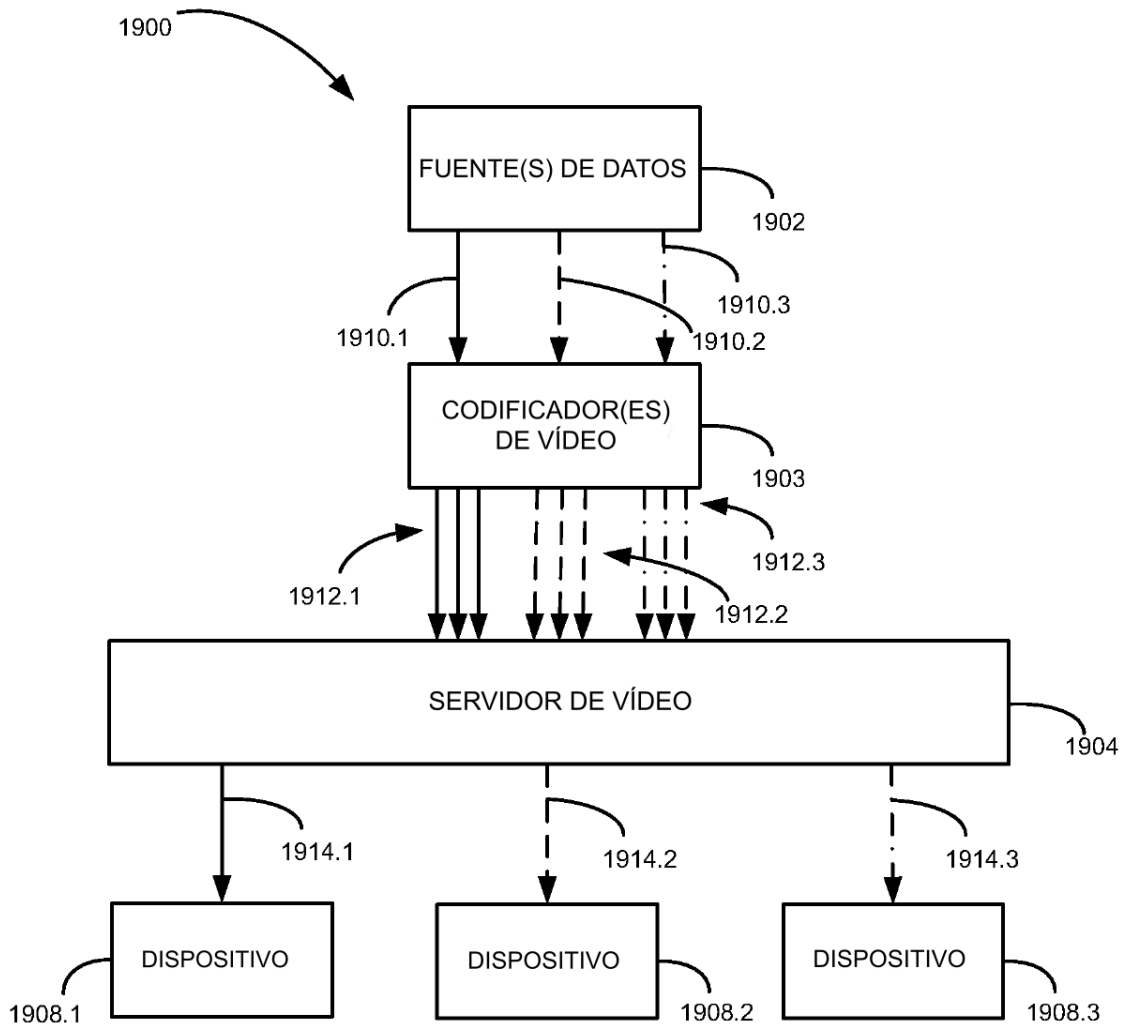 1900
FUENTE(S) DE DATOS
1902
1910.1
1910.2
1910.3
CODIFICADOR(ES)
DE VÍDEO
1903
1912.1
1912.2
1912.3
SERVIDOR DE VÍDEO
1904
1914.1
1914.2
1914.3
DISPOSITIVO
DISPOSITIVO
DISPOSITIVO
1908.1
1908.2
1908.3